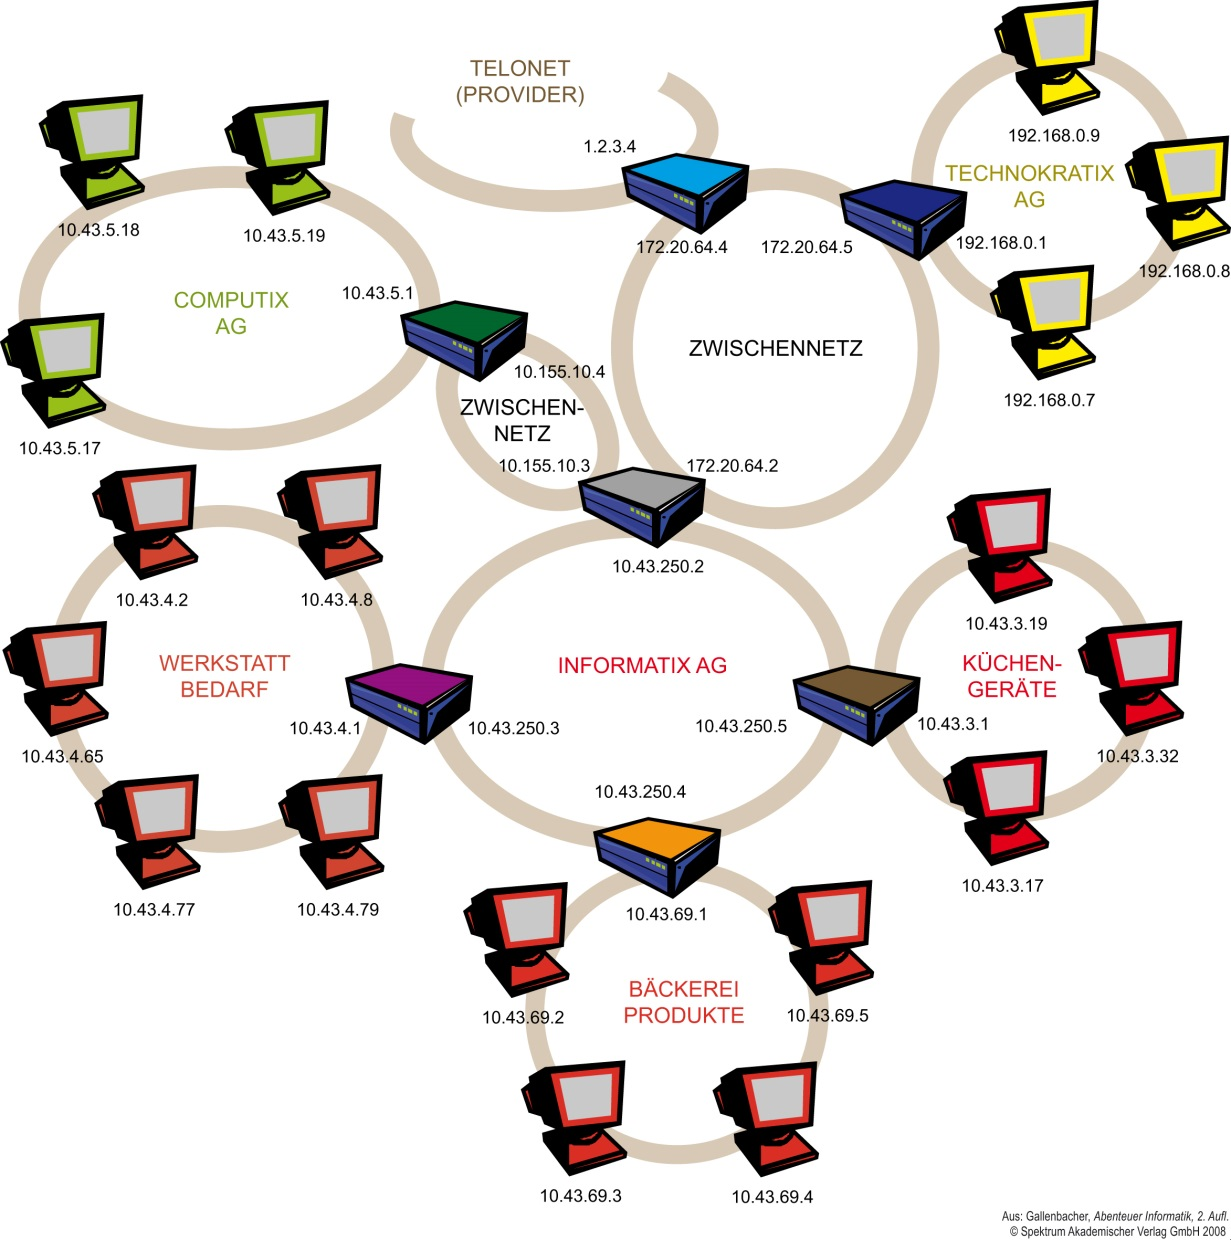 TELONET
(PROVIDER)
1.2.3.4
192.168.0.9
TECHNOKRATIX
AG
10.43.5.18
10.43.5.19
172.20.64.4
172.20.64.5
192.168.0.1
192.168.0.8
COMPUTIX
AG
10.43.5.1
ZWISCHENNETZ
10.155.10.4
192.168.0.7
ZWISCHEN-
NETZ
10.43.5.17
10.155.10.3
172.20.64.2
10.43.250.2
10.43.4.2
10.43.4.8
10.43.3.19
WERKSTATT
BEDARF
INFORMATIX AG
KÜCHEN-
GERÄTE
10.43.4.65
10.43.4.1
10.43.250.3
10.43.250.5
10.43.3.1
10.43.3.32
10.43.250.4
10.43.3.17
10.43.4.77
10.43.4.79
10.43.69.1
BÄCKEREI
PRODUKTE
10.43.69.2
10.43.69.5
10.43.69.3
10.43.69.4
Aus: Gallenbacher, Abenteuer Informatik, 2. Aufl.
© Spektrum Akademischer Verlag GmbH 2008